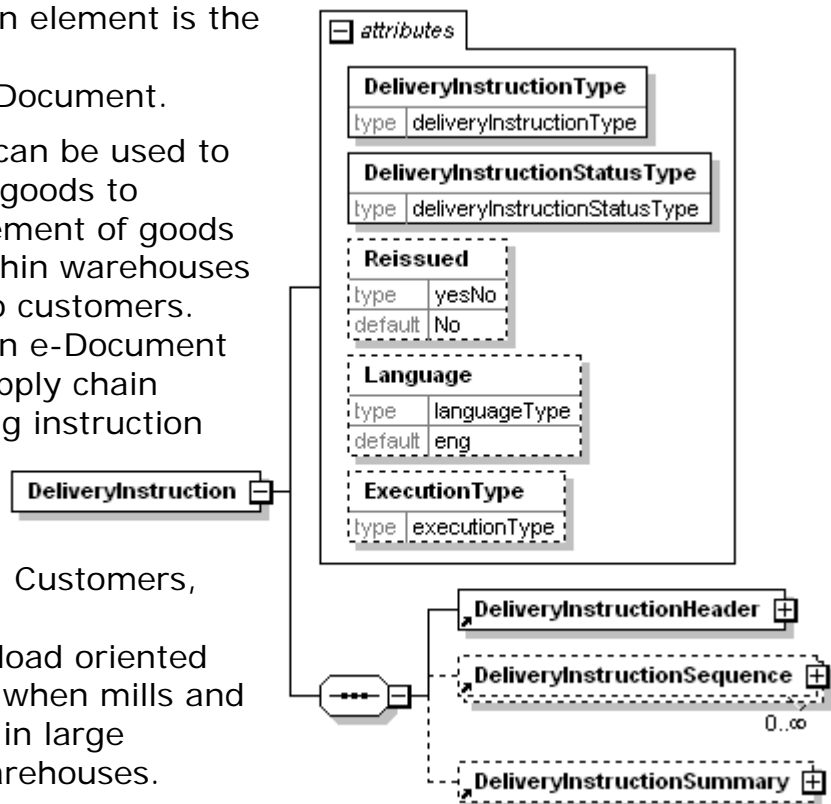 n element is the
Document.
can be used to
goods to
ement of goods
hin warehouses
o customers.
n e-Document
pply chain
g instruction
Customers,
load oriented
when mills and
in large
arehouses.
attributes
DeliveryInstructionType
type deliveryInstructionType
DeliveryInstructionStatusType
type deliveryInstructionStatusType
Reissued
type yesNo
default No
Language
type languageType
default eng
ExecutionType
type executionType
DeliveryInstruction
DeliveryInstructionHeader
DeliveryInstructionSequence
0..∞
DeliveryInstructionSummary